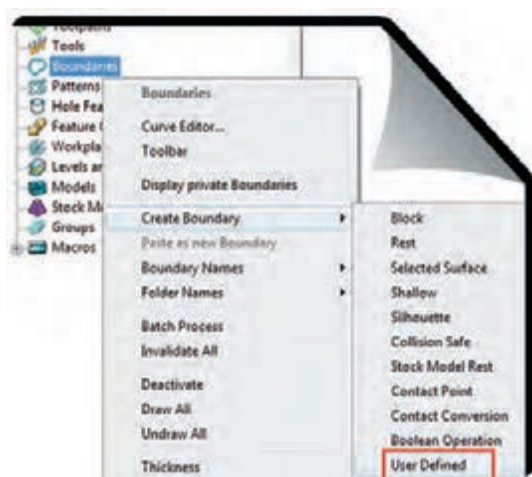 Toolpaths
Tools
Boundaries
Patterns
Hole Fea
Feature
Workpla
Levels ar
Models
Stock M
Groups
Macros
Boundaries
Curve Editor...
Toolbar
Display private Boundaries
Create Boundary
Paste as new Boundary
Boundary Names
Folder Names
Batch Process
Invalidate All
Deactivate
Draw All
Undraw All
Thickness
Block
Rest
Selected Surface
Shallow
Silhouette
Collision Safe
Stock Model Rest
Contact Point
Contact Conversion
Boolean Operation
User Defined